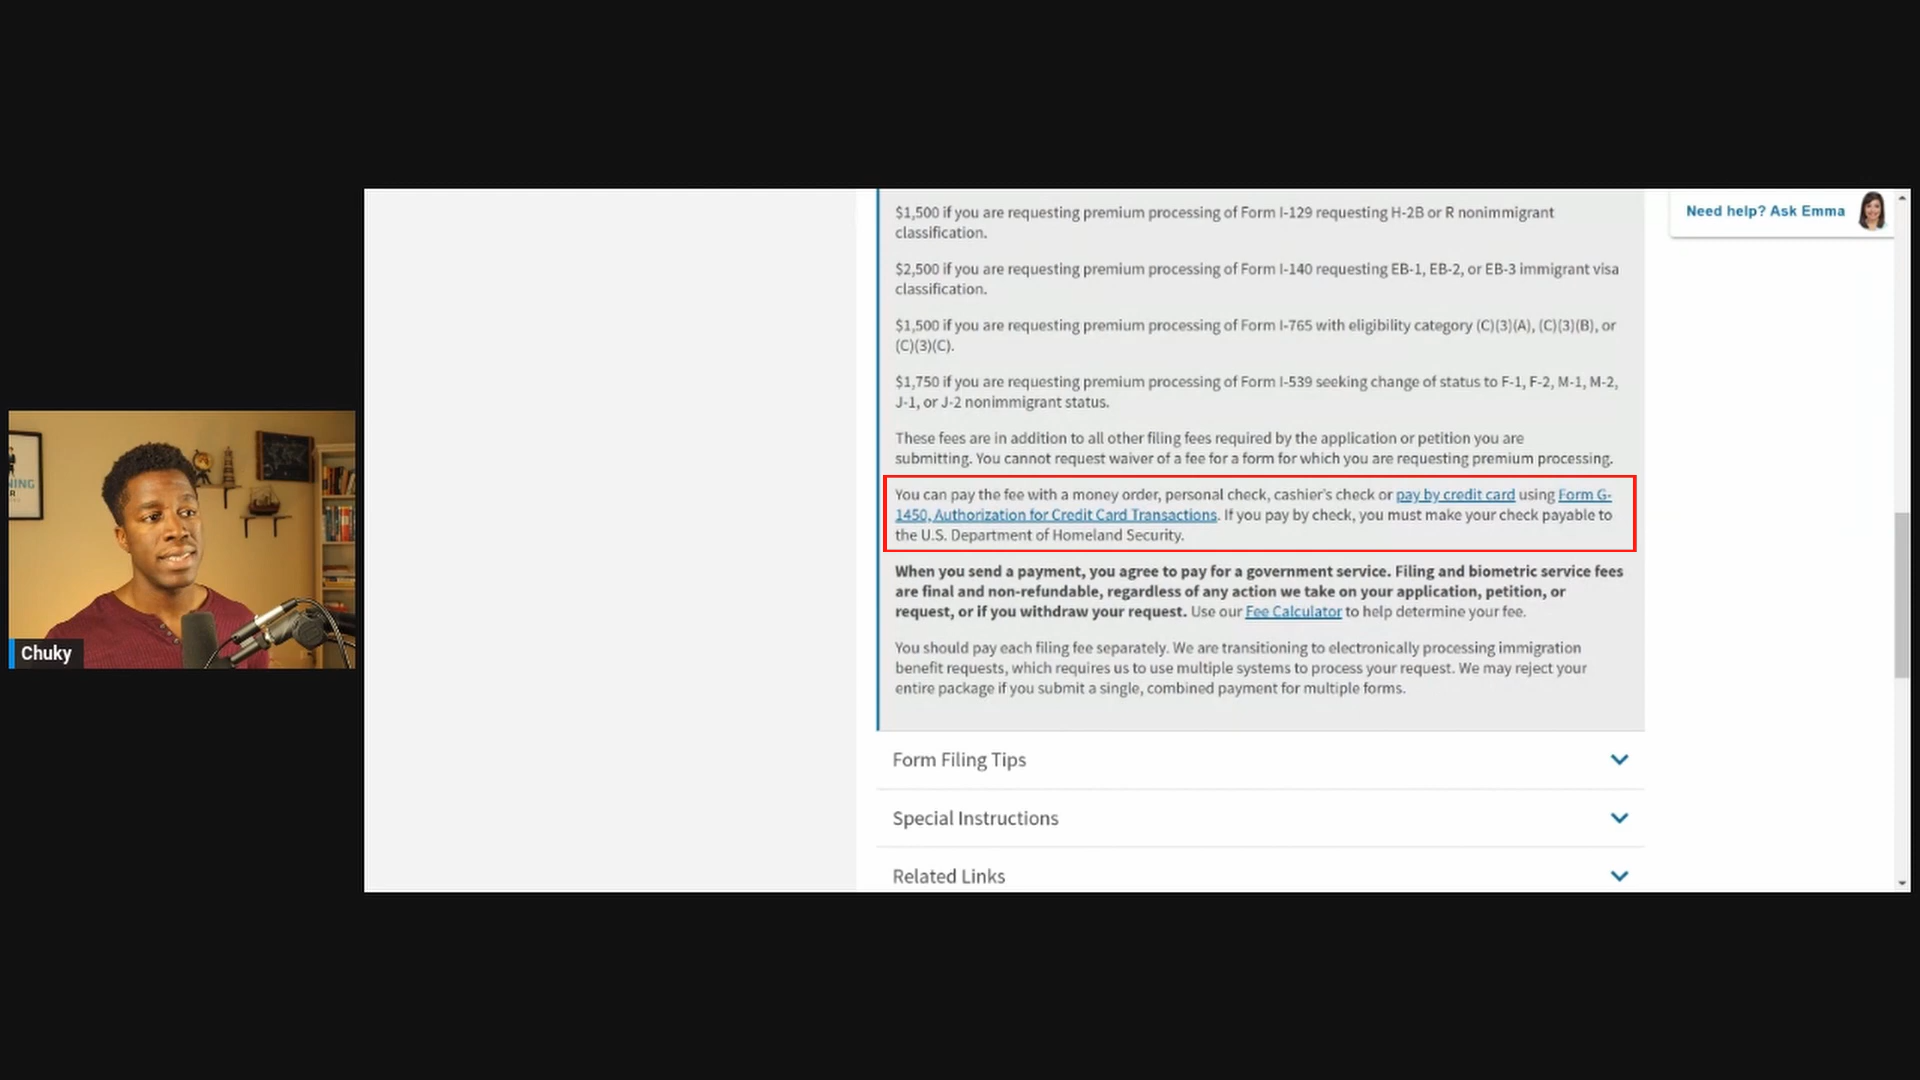 $1,500 if you are requesting premium processing of Form I-129 requesting H-2B or R nonimmigrant
classification.
$2,500 if you are requesting premium processing of Form I-140 requesting EB-1, EB-2, or EB-3 immigrant visa
classification.
$1,500 if you are requesting premium processing of Form I-765 with eligibility category (C)(3)(A), (C)(3)(B), or
(C)(3)(C).
$1,750 if you are requesting premium processing of Form I-539 seeking change of status to F-1, F-2, M-1, M-2,
J-1, or J-2 nonimmigrant status.
These fees are in addition to all other filing fees required by the application or petition you are
submitting. You cannot request waiver of a fee for a form for which you are requesting premium processing.
You can pay the fee with a money order, personal check, cashier's check or pay by credit card using Form G-
1450, Authorization for Credit Card Transactions. If you pay by check, you must make your check payable to
the U.S. Department of Homeland Security.
When you send a payment, you agree to pay for a government service. Filing and biometric service fees
are final and non-refundable, regardless of any action we take on your application, petition, or
request, or if you withdraw your request. Use our Fee Calculator to help determine your fee.
You should pay each filing fee separately. We are transitioning to electronically processing immigration
benefit requests, which requires us to use multiple systems to process your request. We may reject your
entire package if you submit a single, combined payment for multiple forms.
Form Filing Tips
Special Instructions
Related Links
Need help? Ask Emma
Chuky